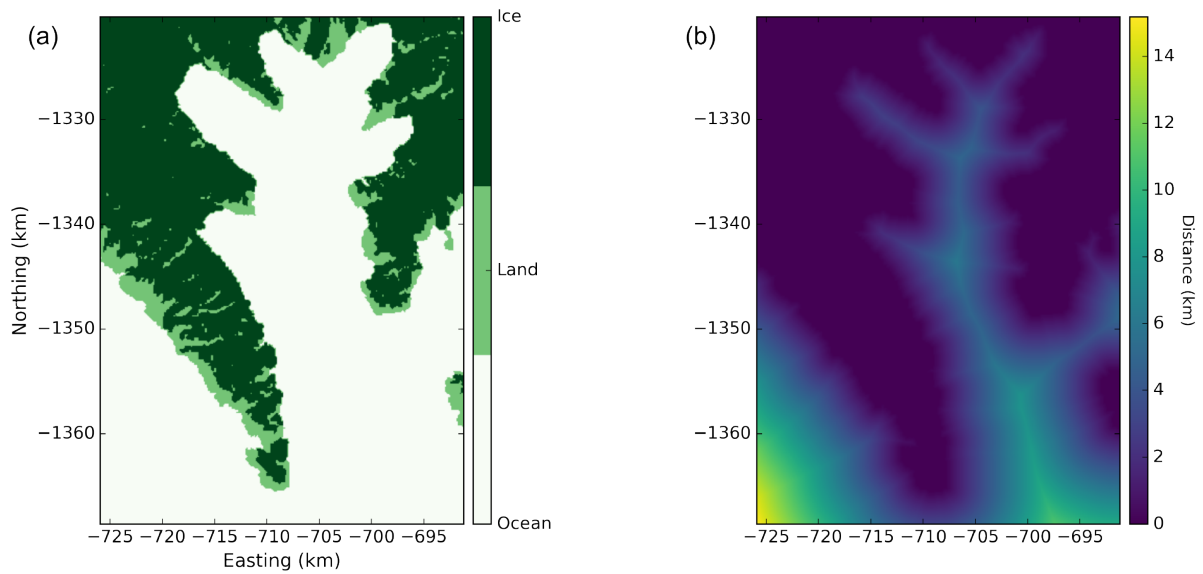 (a)
Ice
Land
Ocean
−1330
−1340
−1350
−1360
Northing (km)
−725 −720 −715 −710 −705 −700 −695
Easting (km)
(b)
14
12
10
8
6
4
2
0
Distance (km)
−1330
−1340
−1350
−1360
−725 −720 −715 −710 −705 −700 −695